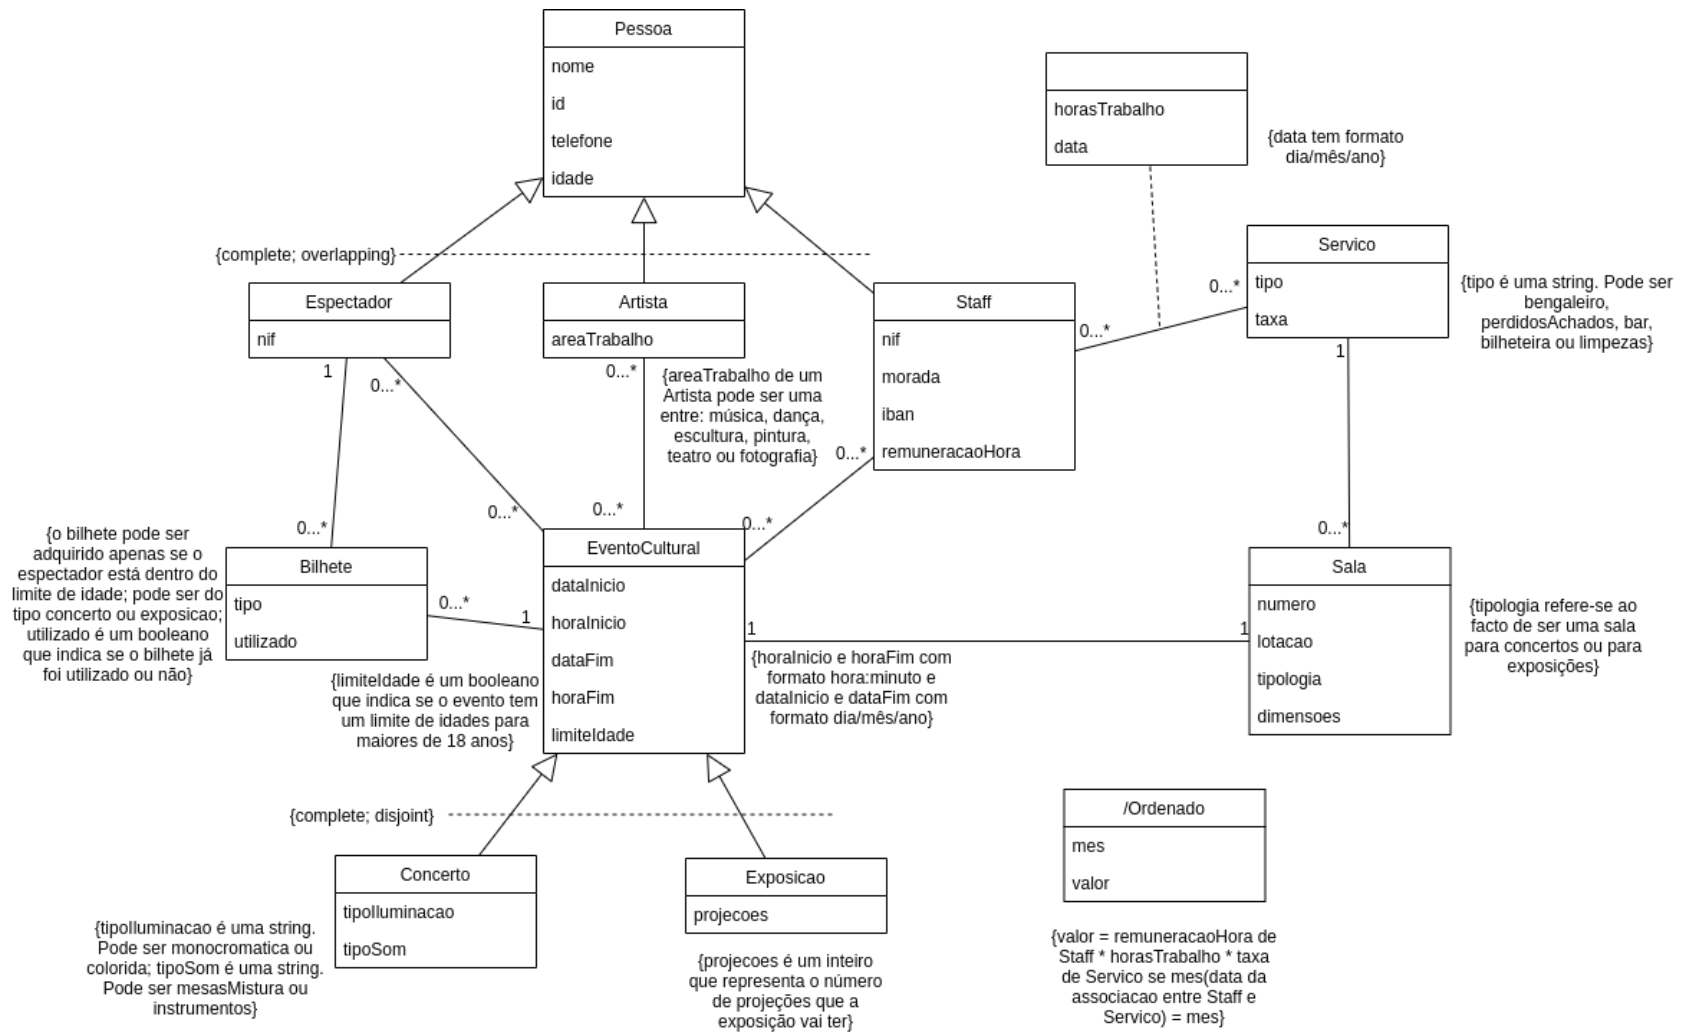 Pessoa
nome
id
telefone
idade
horasTrabalho
data
{data tem formato
dia/mês/ano}
{complete; overlapping}
Espectador
nif
Artista
areaTrabalho
Staff
nif
morada
iban
remuneracaoHora
Servico
tipo
taxa
{tipo é uma string. Pode ser
bengaleiro,
perdidosAchados, bar,
bilheteira ou limpezas}
0...*
0...*
1
0...*
1
0...*
0...*
{areaTrabalho de um
Artista pode ser uma
entre: música, dança,
escultura, pintura,
teatro ou fotografia}
0...*
0...*
0...*
0...*
0...*
0...*
{o bilhete pode ser
adquirido apenas se o
espectador está dentro do
limite de idade; pode ser do
tipo concerto ou exposicao;
utilizado é um booleano
que indica se o bilhete já
foi utilizado ou não}
Bilhete
tipo
utilizado
0...*
1
EventoCultural
dataInicio
horaInicio
dataFim
horaFim
limiteIdade
1
1
Sala
numero
lotacao
tipologia
dimensoes
{tipologia refere-se ao
facto de ser uma sala
para concertos ou para
exposições}
{limiteIdade é um booleano
que indica se o evento tem
um limite de idades para
maiores de 18 anos}
{horaInicio e horaFim com
formato hora:minuto e
dataInicio e dataFim com
formato dia/mês/ano}
{complete; disjoint}
Concerto
tipoIluminacao
tipoSom
Exposicao
projecoes
/Ordenado
mes
valor
{tipoIluminacao é uma string.
Pode ser monocromatica ou
colorida; tipoSom é uma string.
Pode ser mesasMistura ou
instrumentos}
{projecoes é um inteiro
que representa o número
de projeções que a
exposição vai ter}
{valor = remuneracaoHora de
Staff * horasTrabalho * taxa
de Servico se mes(data da
associacao entre Staff e
Servico) = mes}